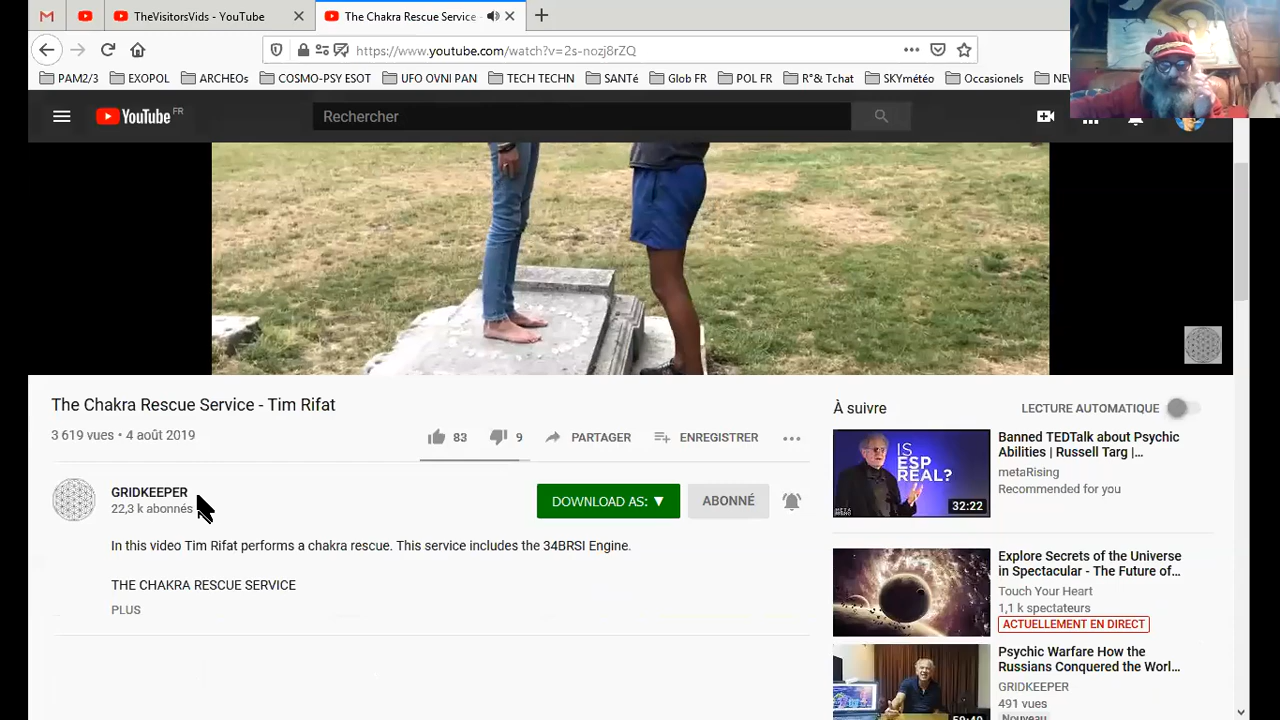 TheVisitorsVids - YouTube
The Chakra Rescue Service -
https://www.youtube.com/watch?v=2s-nozj8rZQ
PAM2/3 EXOPOL ARCHEOs COSMO-PSY ESOT UFO OVNI PAN TECH TECHN SANTé Glob FR POL FR R°& Tchat SKYmétéo Occasionels
YouTube FR
Rechercher
The Chakra Rescue Service - Tim Rifat
3 619 vues • 4 août 2019
83 9 PARTAGER ENREGISTRER
GRIDKEEPER
22,3 k abonnés
DOWNLOAD AS: ▼ ABONNÉ
In this video Tim Rifat performs a chakra rescue. This service includes the 34BRSI Engine.
THE CHAKRA RESCUE SERVICE
PLUS
À suivre
LECTURE AUTOMATIQUE
IS
ESP
REAL?
32:22
Banned TEDTalk about Psychic
Abilities | Russell Targ |…
metaRising
Recommended for you
Explore Secrets of the Universe
in Spectacular - The Future of…
Touch Your Heart
1,1 k spectateurs
ACTUELLEMENT EN DIRECT
Psychic Warfare How the
Russians Conquered the Worl…
GRIDKEEPER
491 vues
Nouveau